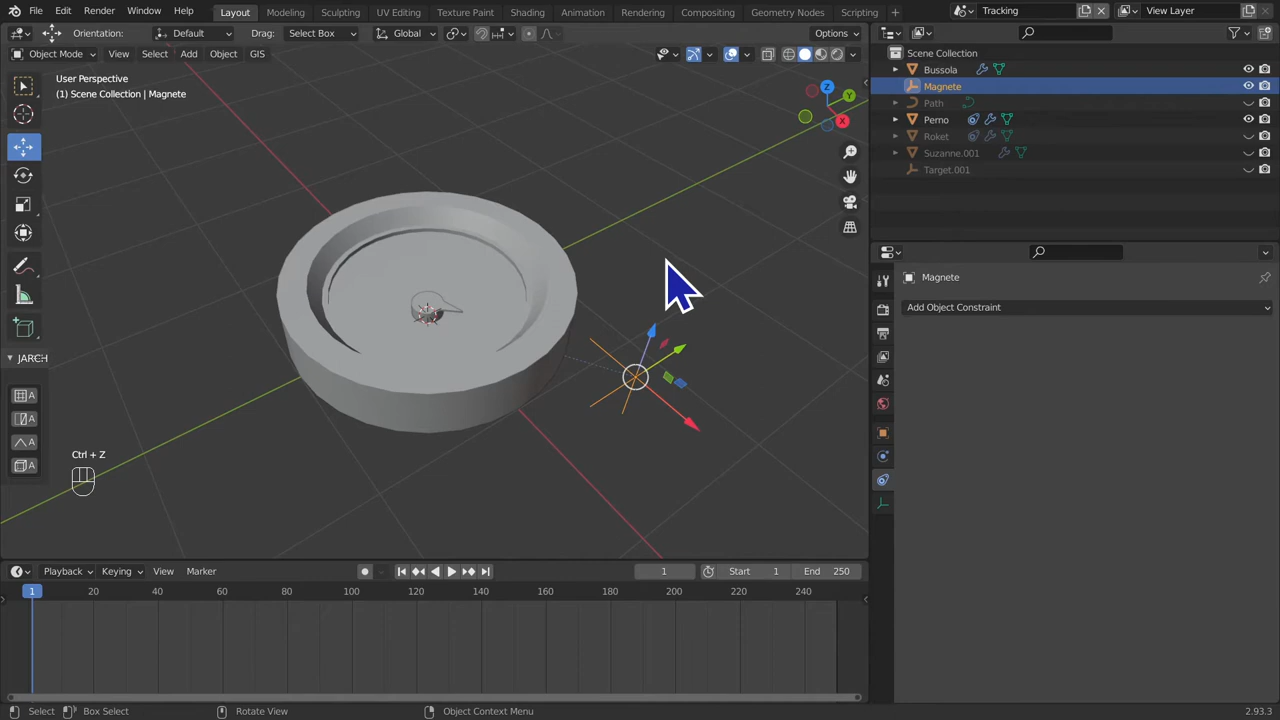 File Edit Render Window Help Layout Modeling Sculpting UV Editing Texture Paint Shading Animation Rendering Compositing Geometry Nodes Scripting Tracking View Layer
Orientation: Default Drag: Select Box Global Options
Object Mode View Select Add Object GIS
User Perspective
(1) Scene Collection | Magnete
Z
Y
X
JARCH
A
A
A
A
Ctrl + Z
Scene Collection
Bussola
Magnete
Path
Perno
Roket
Suzanne.001
Target.001
Magnete
Add Object Constraint
Playback Keying View Marker 1 Start 1 End 250
1 20 40 60 80 100 120 140 160 180 200 220 240
Select Box Select Rotate View Object Context Menu 2.93.3